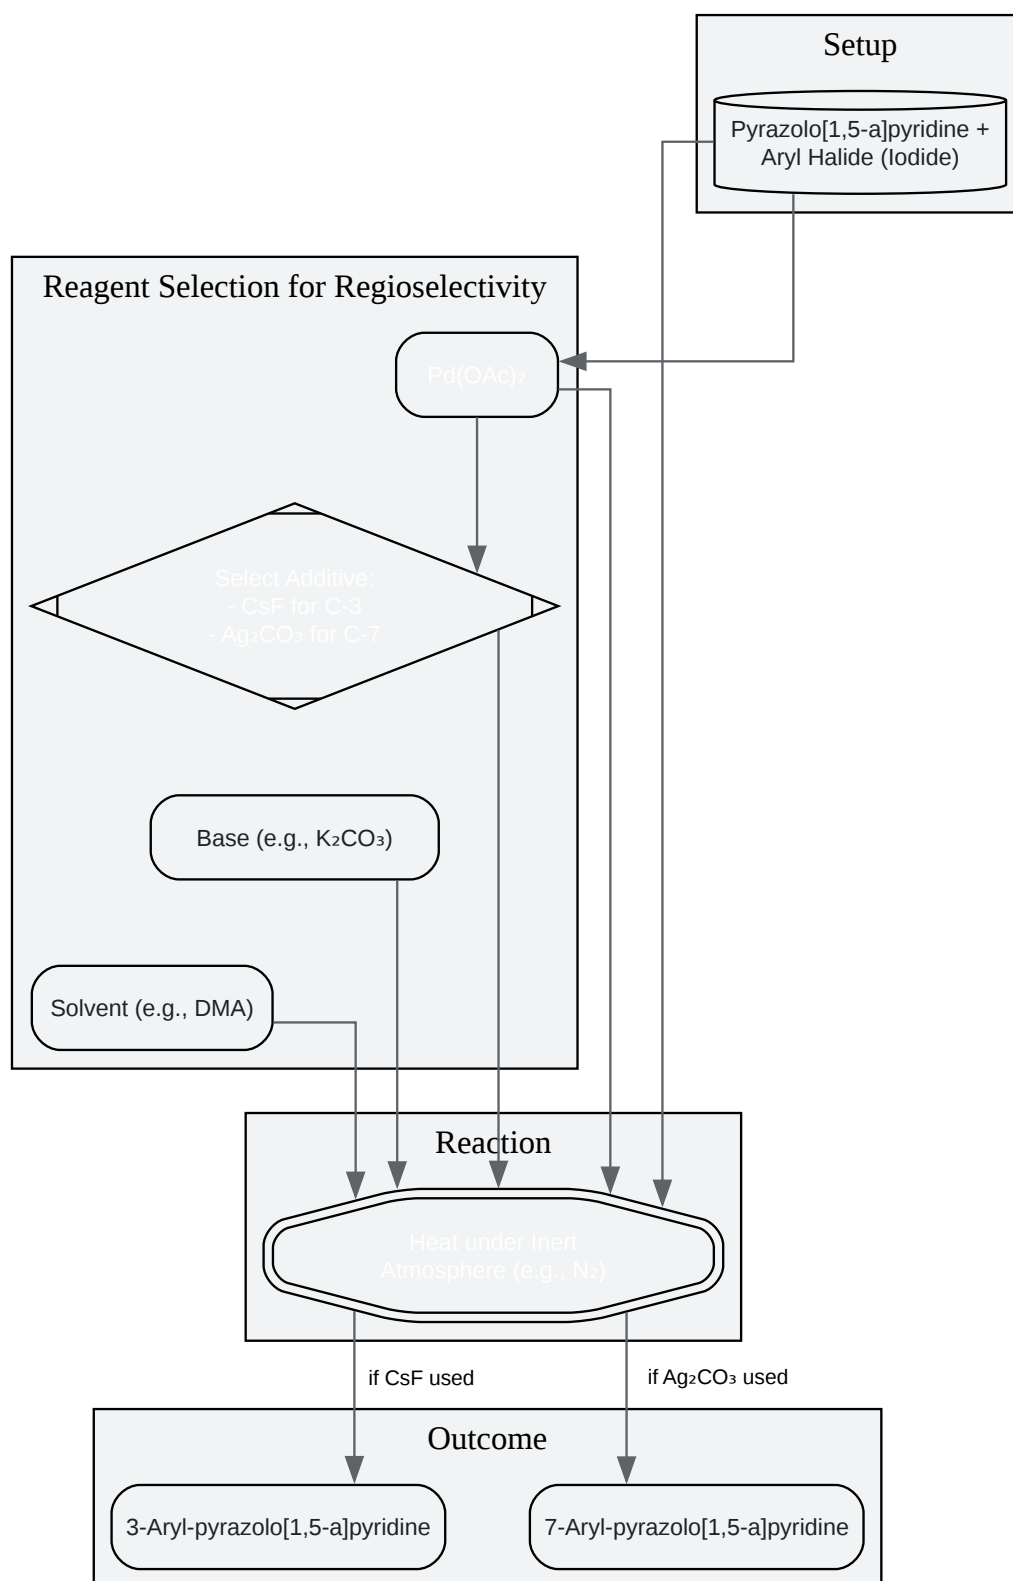 Setup
Pyrazolo[1,5-a]pyridine +
Aryl Halide (Iodide)
Reagent Selection for Regioselectivity
Pd(OAc)₂
Select Additive:
- CsF for C-3
- Ag₂CO₃ for C-7
Base (e.g., K₂CO₃)
Solvent (e.g., DMA)
Reaction
Heat under Inert
Atmosphere (e.g., N₂)
if CsF used
if Ag₂CO₃ used
Outcome
3-Aryl-pyrazolo[1,5-a]pyridine
7-Aryl-pyrazolo[1,5-a]pyridine